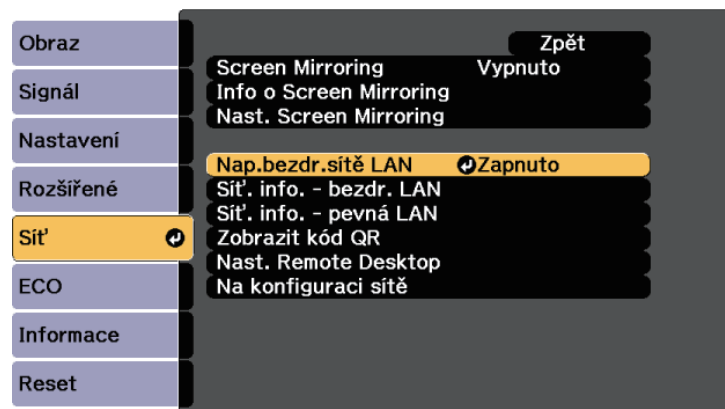 Obraz
Signál
Nastavení
Rozšířené
Síť
ECO
Informace
Reset
Zpět
Screen Mirroring Vypnuto
Info o Screen Mirroring
Nast. Screen Mirroring
Nap.bezdr.sítě LAN Zapnuto
Síť. info. - bezdr. LAN
Síť. info. - pevná LAN
Zobrazit kód QR
Nast. Remote Desktop
Na konfiguraci sítě